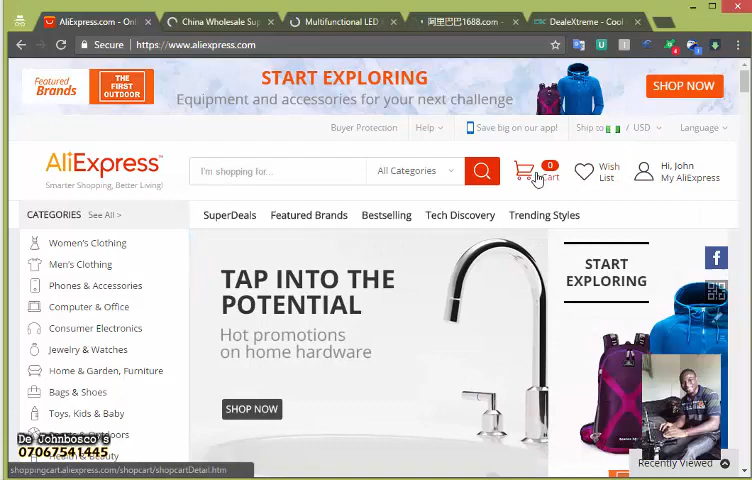 AliExpress.com - Onl
China Wholesale Sup
Multifunctional LED
阿里巴巴1688.com -
DealeXtreme - Cool
Secure
https://www.aliexpress.com
Featured
Brands
THE
FIRST
OUTDOOR
START EXPLORING
Equipment and accessories for your next challenge
SHOP NOW
Buyer Protection
Help
Save big on our app!
Ship to / USD
Language
AliExpress
Smarter Shopping, Better Living!
I'm shopping for...
All Categories
0
Cart
Wish
List
Hi, John
My AliExpress
CATEGORIES See All >
SuperDeals
Featured Brands
Bestselling
Tech Discovery
Trending Styles
Women's Clothing
Men's Clothing
Phones & Accessories
Computer & Office
Consumer Electronics
Jewelry & Watches
Home & Garden, Furniture
Bags & Shoes
Toys, Kids & Baby
TAP INTO THE
POTENTIAL
Hot promotions
on home hardware
SHOP NOW
START
EXPLORING
De Johnbosco's
07067541445
Health & Beauty
shoppingcart.aliexpress.com/shopcart/shopcartDetail.htm
Recently Viewed